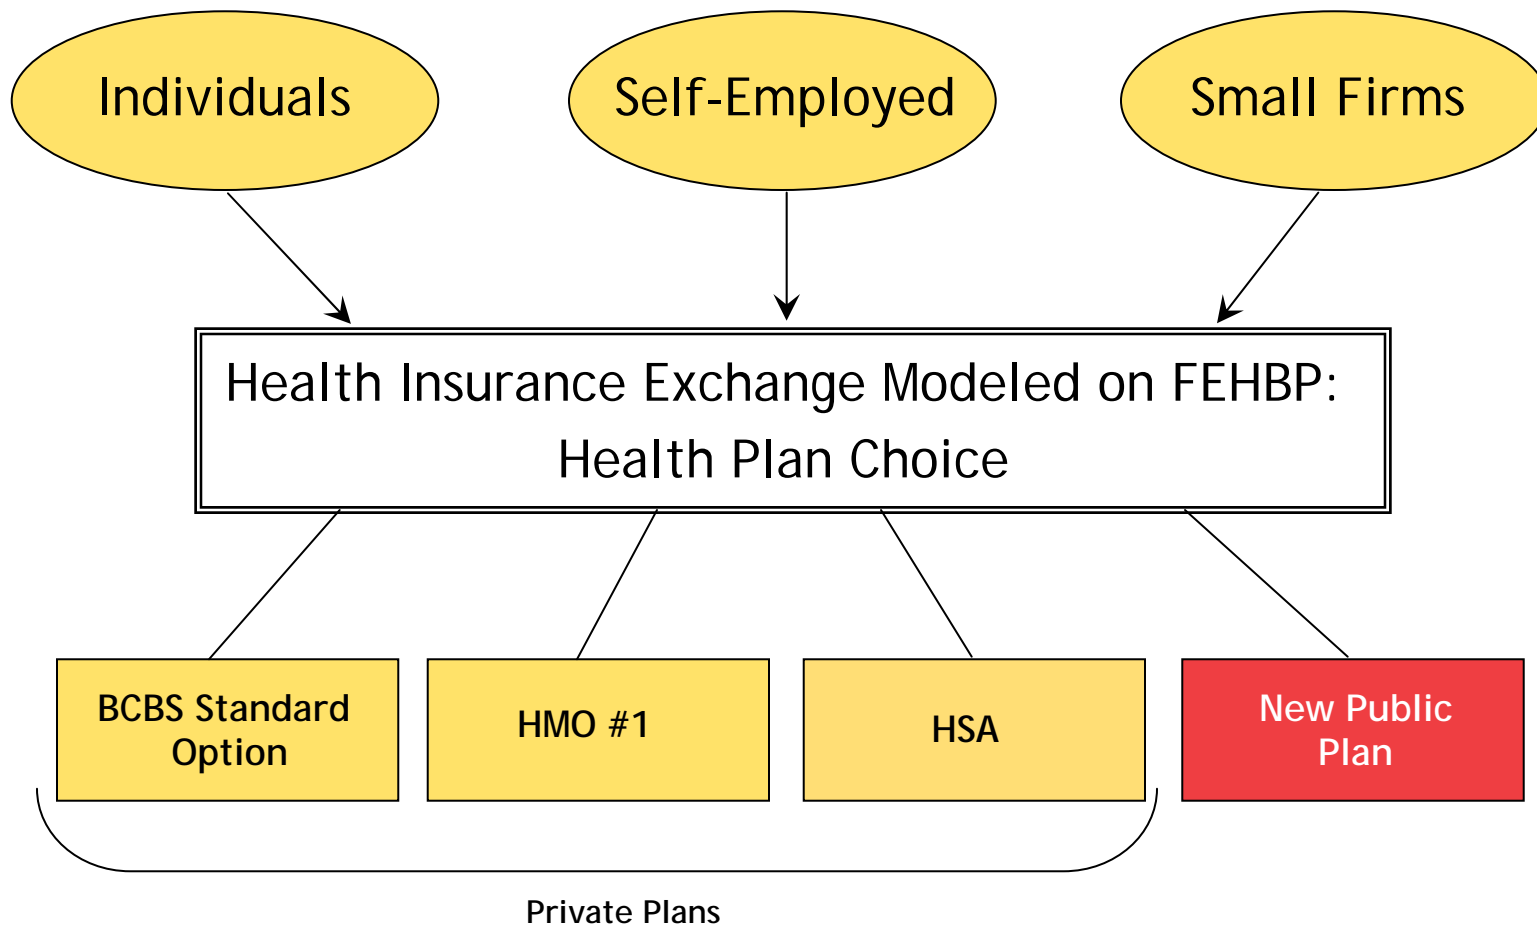 Individuals
Self-Employed
Small Firms
Health Insurance Exchange Modeled on FEHBP:
Health Plan Choice
BCBS Standard
Option
HMO #1
HSA
New Public
Plan
Private Plans